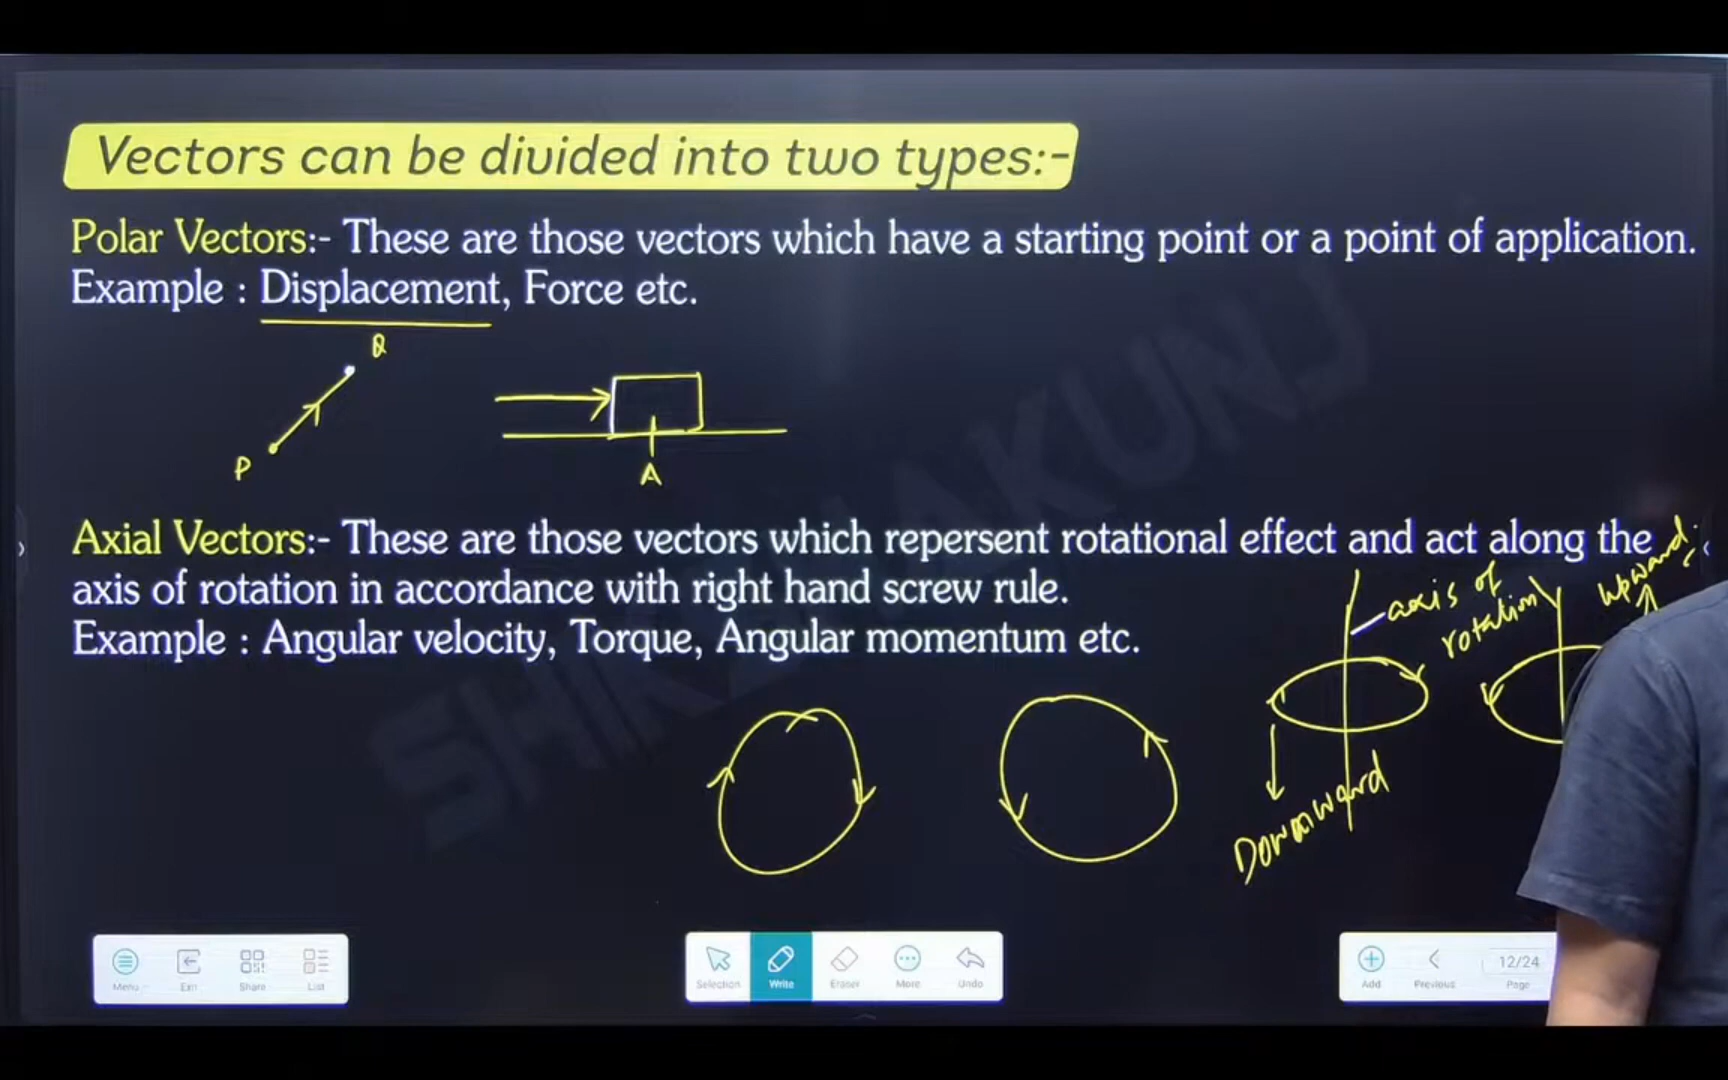 Vectors can be divided into two types:-
Polar Vectors:- These are those vectors which have a starting point or a point of application.
Example : Displacement, Force etc.
Q
P
A
Axial Vectors:- These are those vectors which repersent rotational effect and act along the
axis of rotation in accordance with right hand screw rule.
Example : Angular velocity, Torque, Angular momentum etc.
axis of
rotation
upward
Downward
SHIKSHAKUNJ
Menu Exit Share List
Selection Write Eraser More Undo
Add Previous 12/24 Page